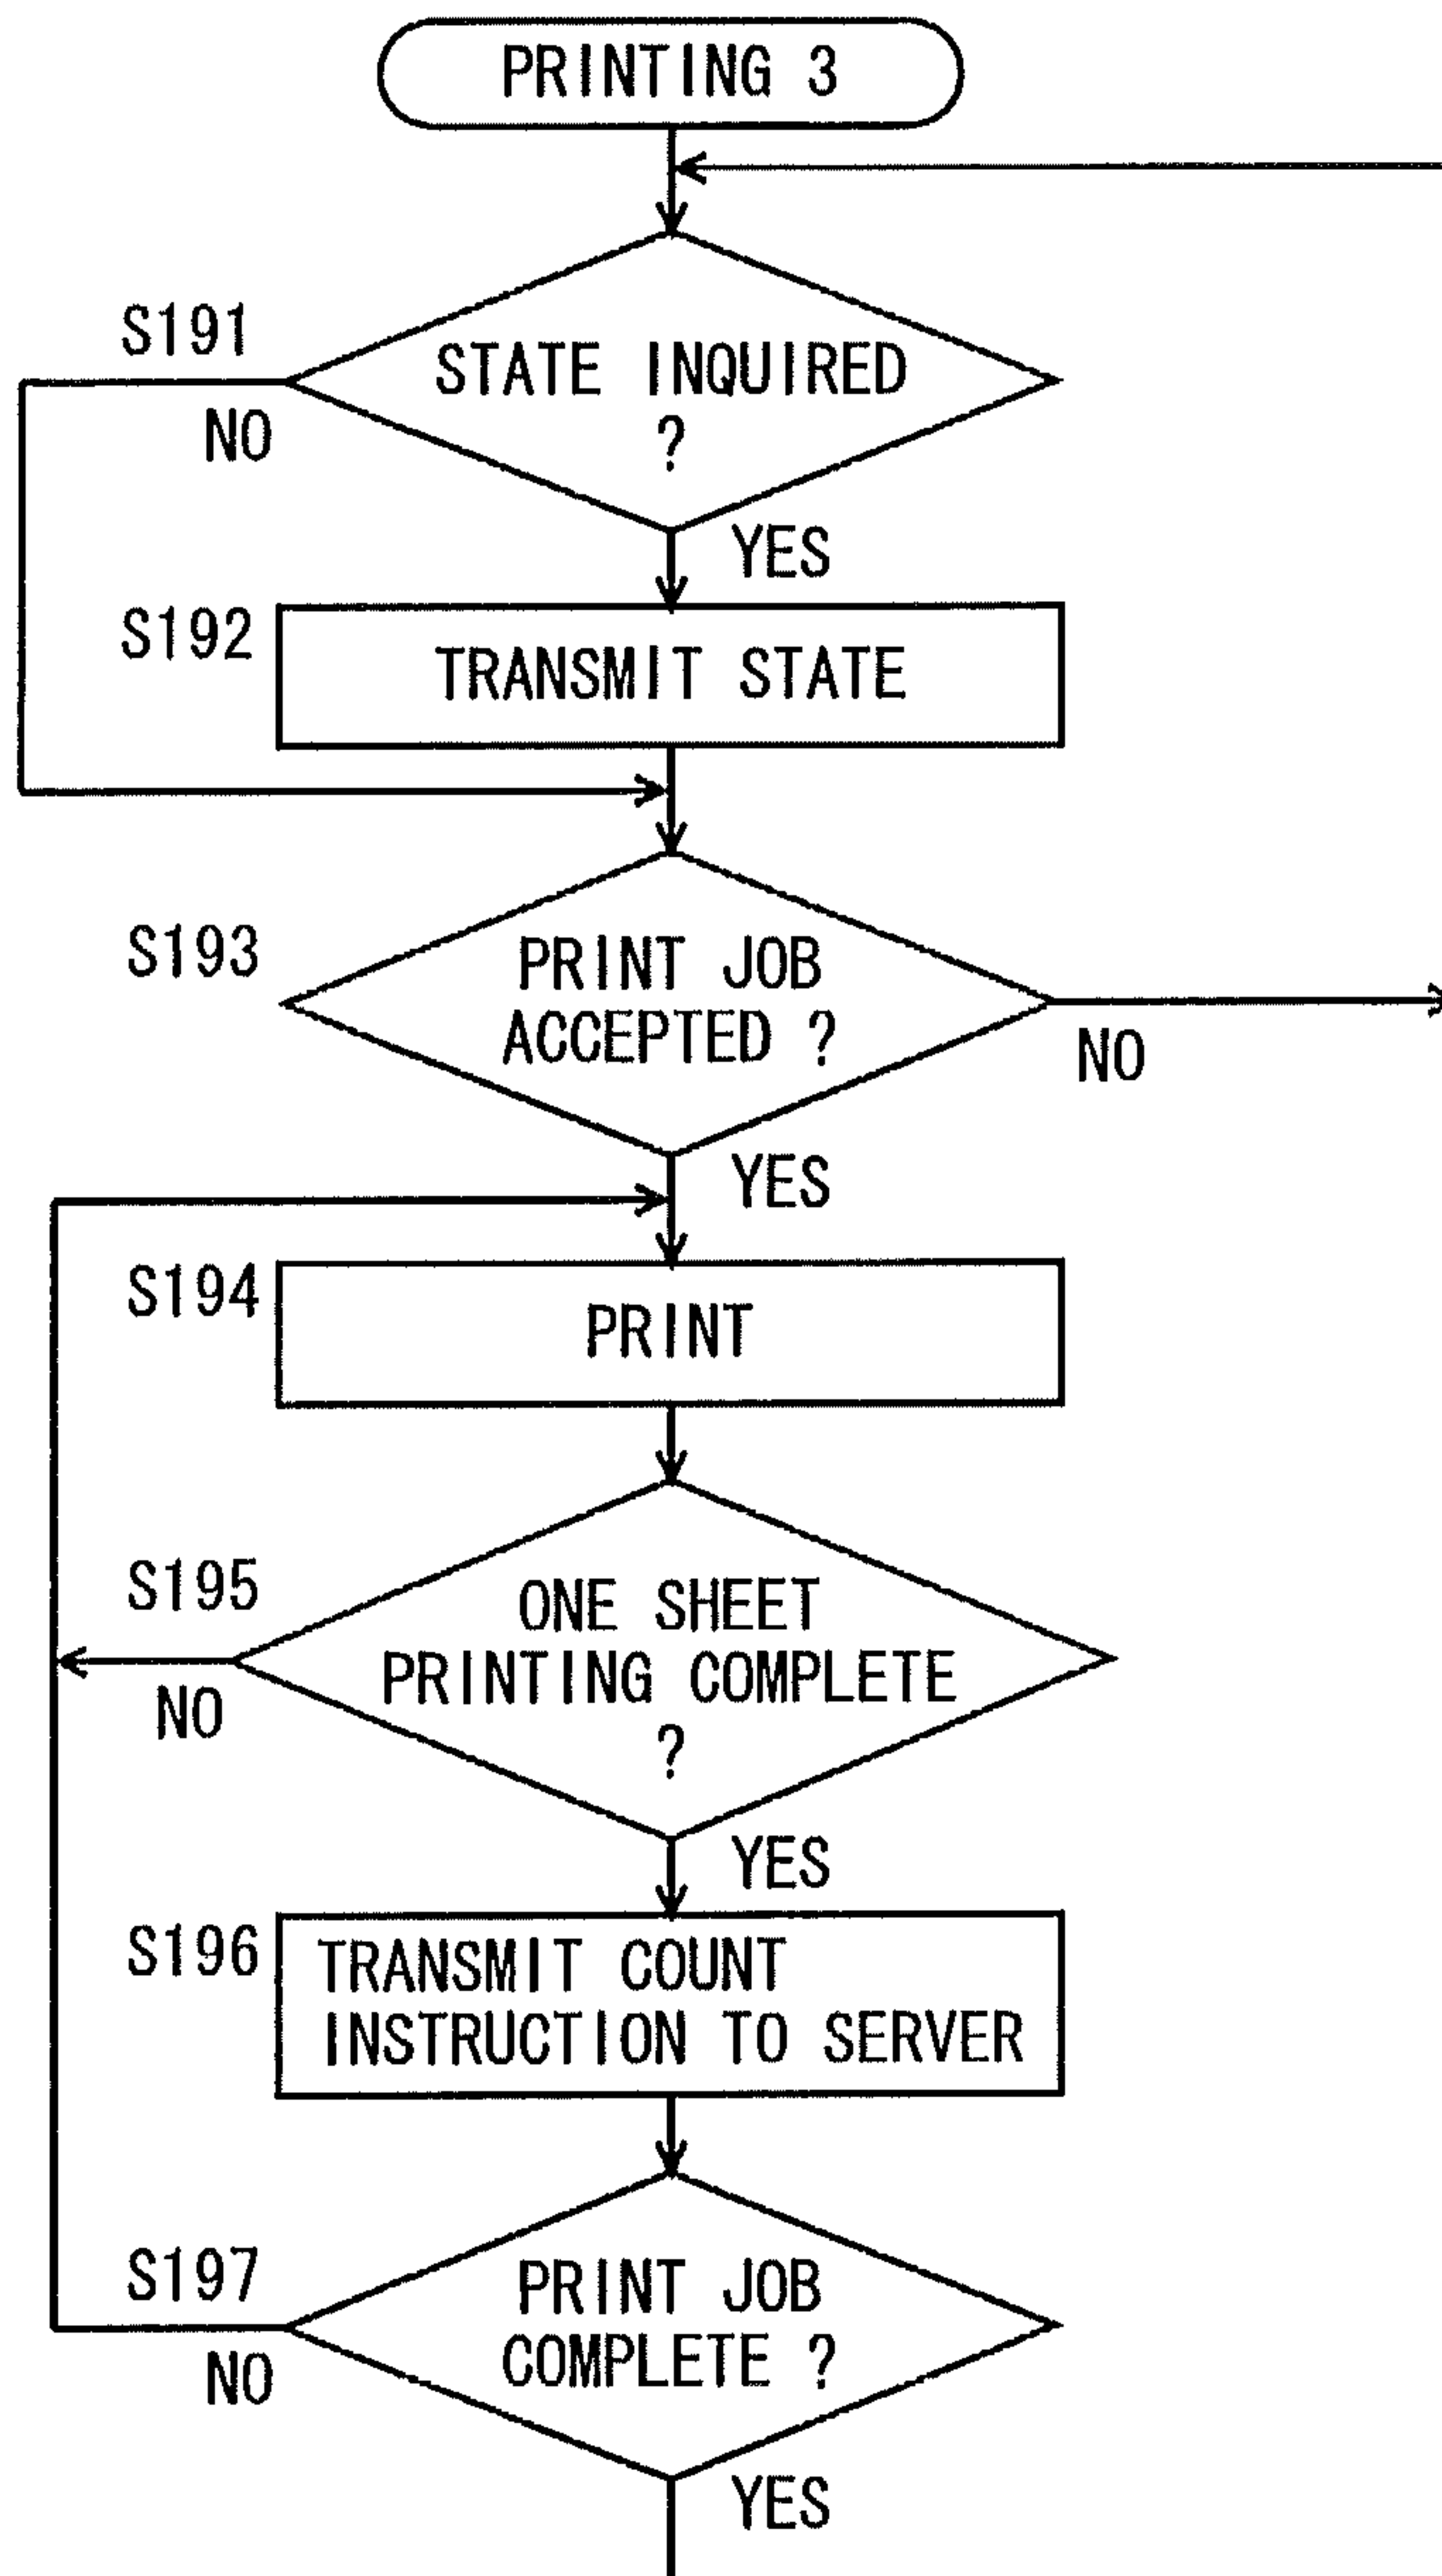 PRINTING 3
S191
STATE INQUIRED
?
NO
YES
S192
TRANSMIT STATE
S193
PRINT JOB
ACCEPTED ?
NO
YES
S194
PRINT
S195
ONE SHEET
PRINTING COMPLETE
?
NO
YES
S196
TRANSMIT COUNT
INSTRUCTION TO SERVER
S197
PRINT JOB
COMPLETE ?
NO
YES